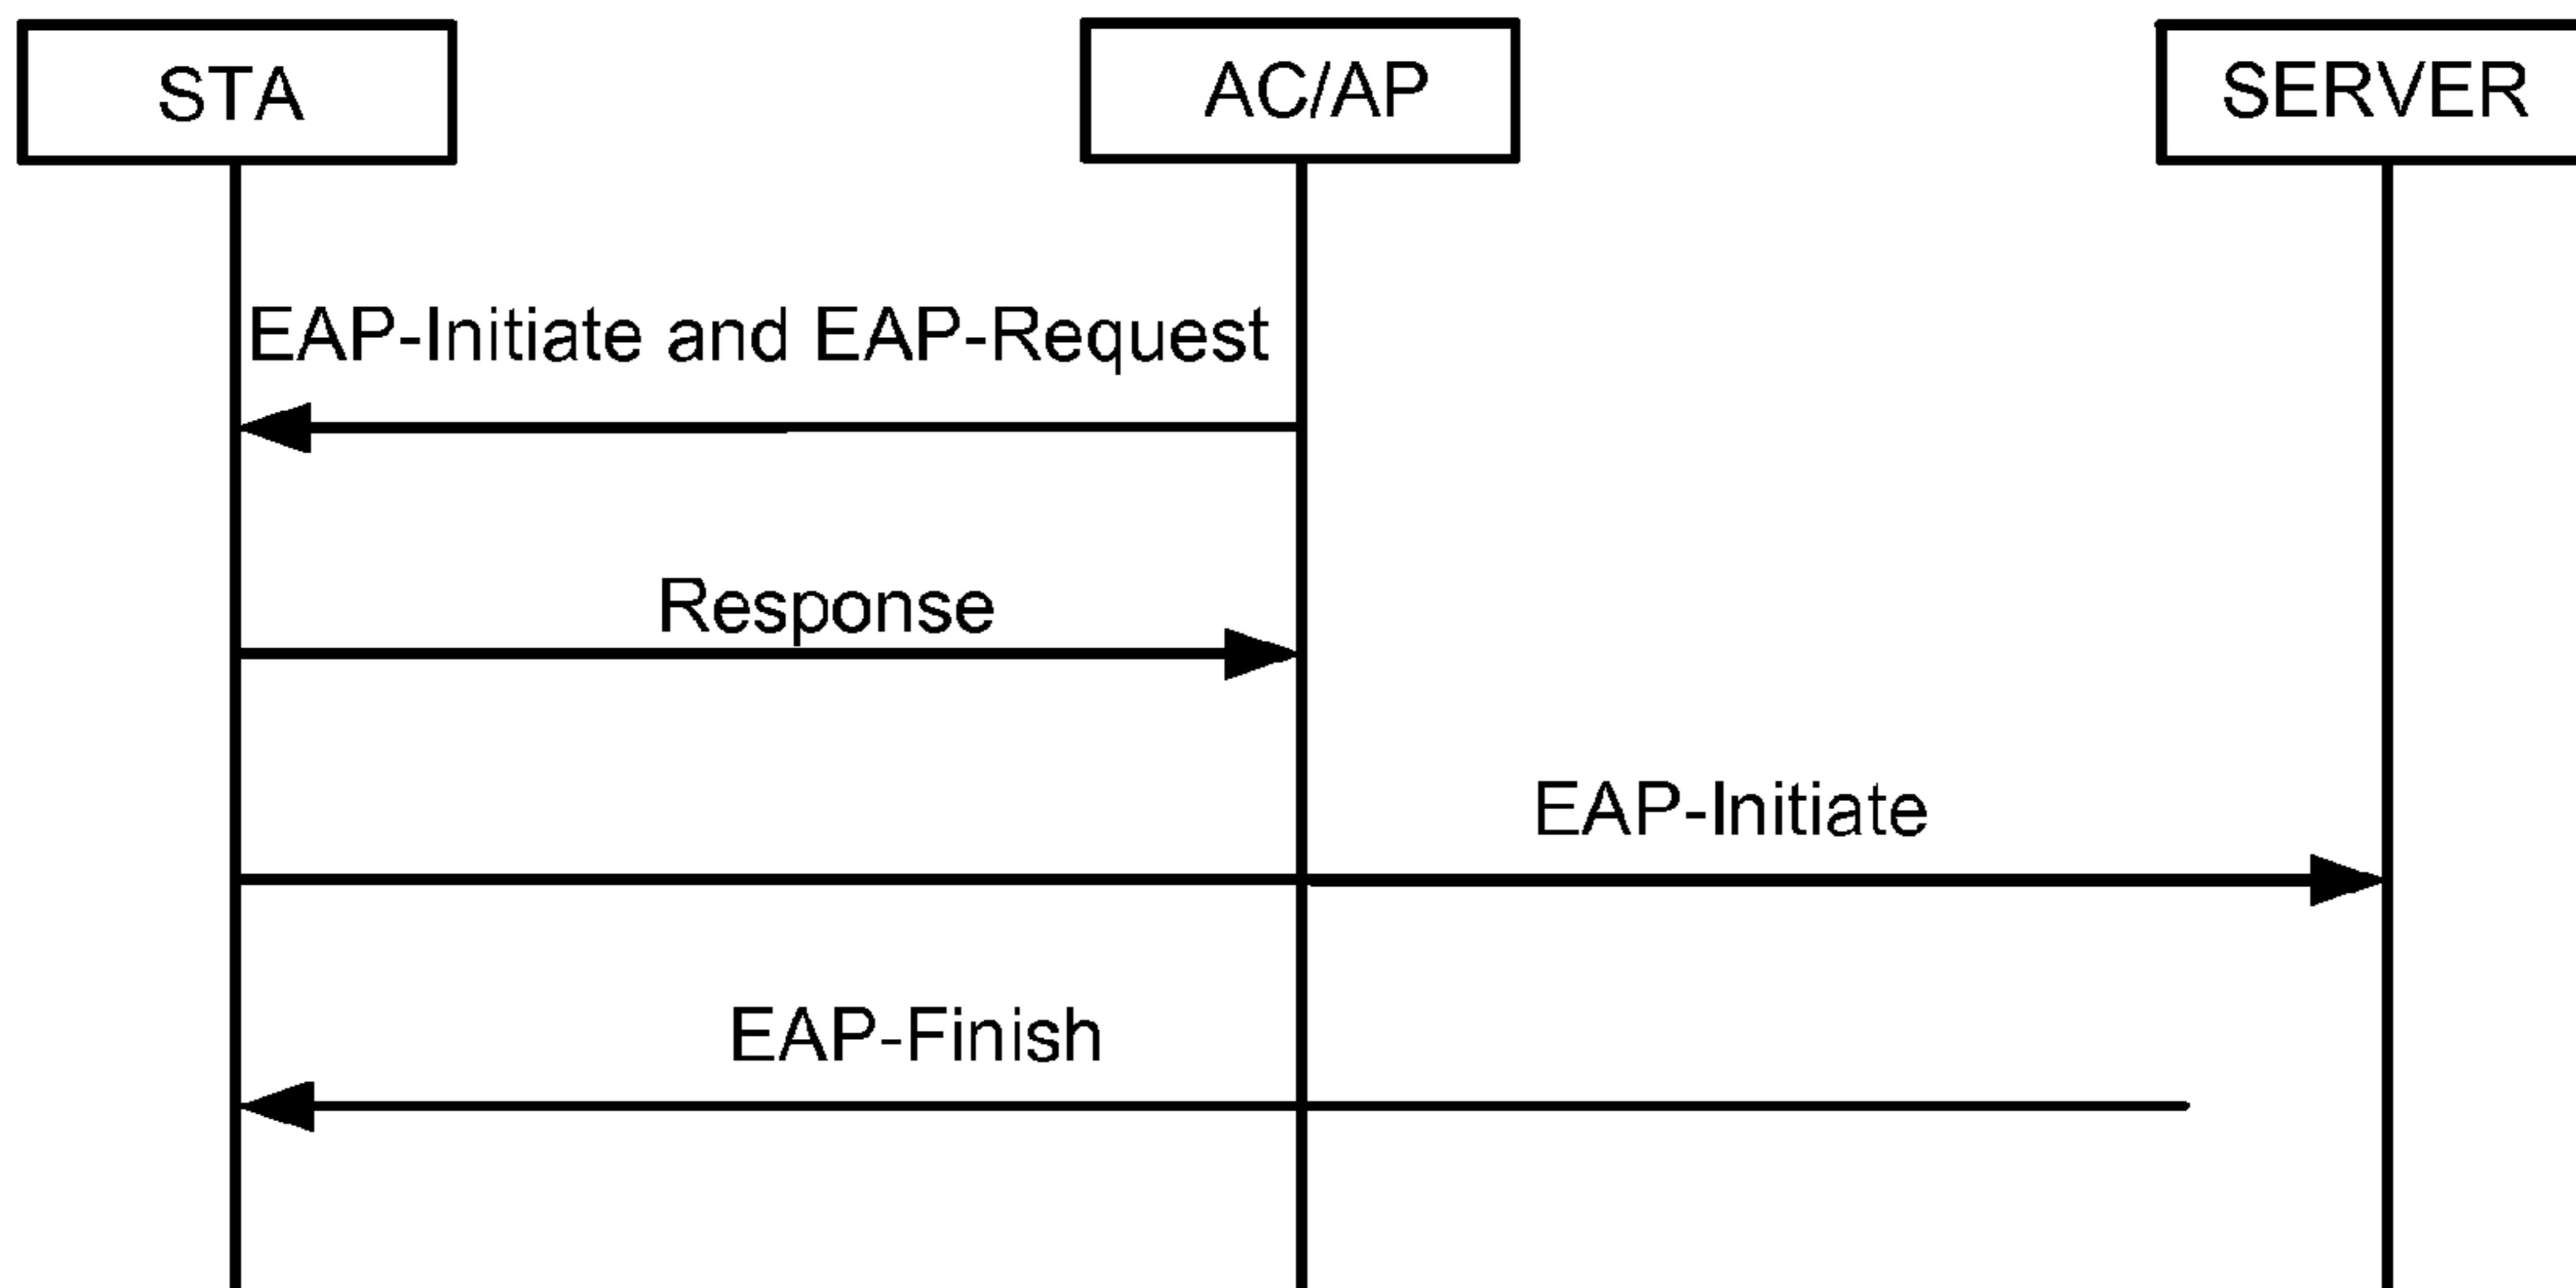 STA
AC/AP
SERVER
EAP-Initiate and EAP-Request
Response
EAP-Initiate
EAP-Finish